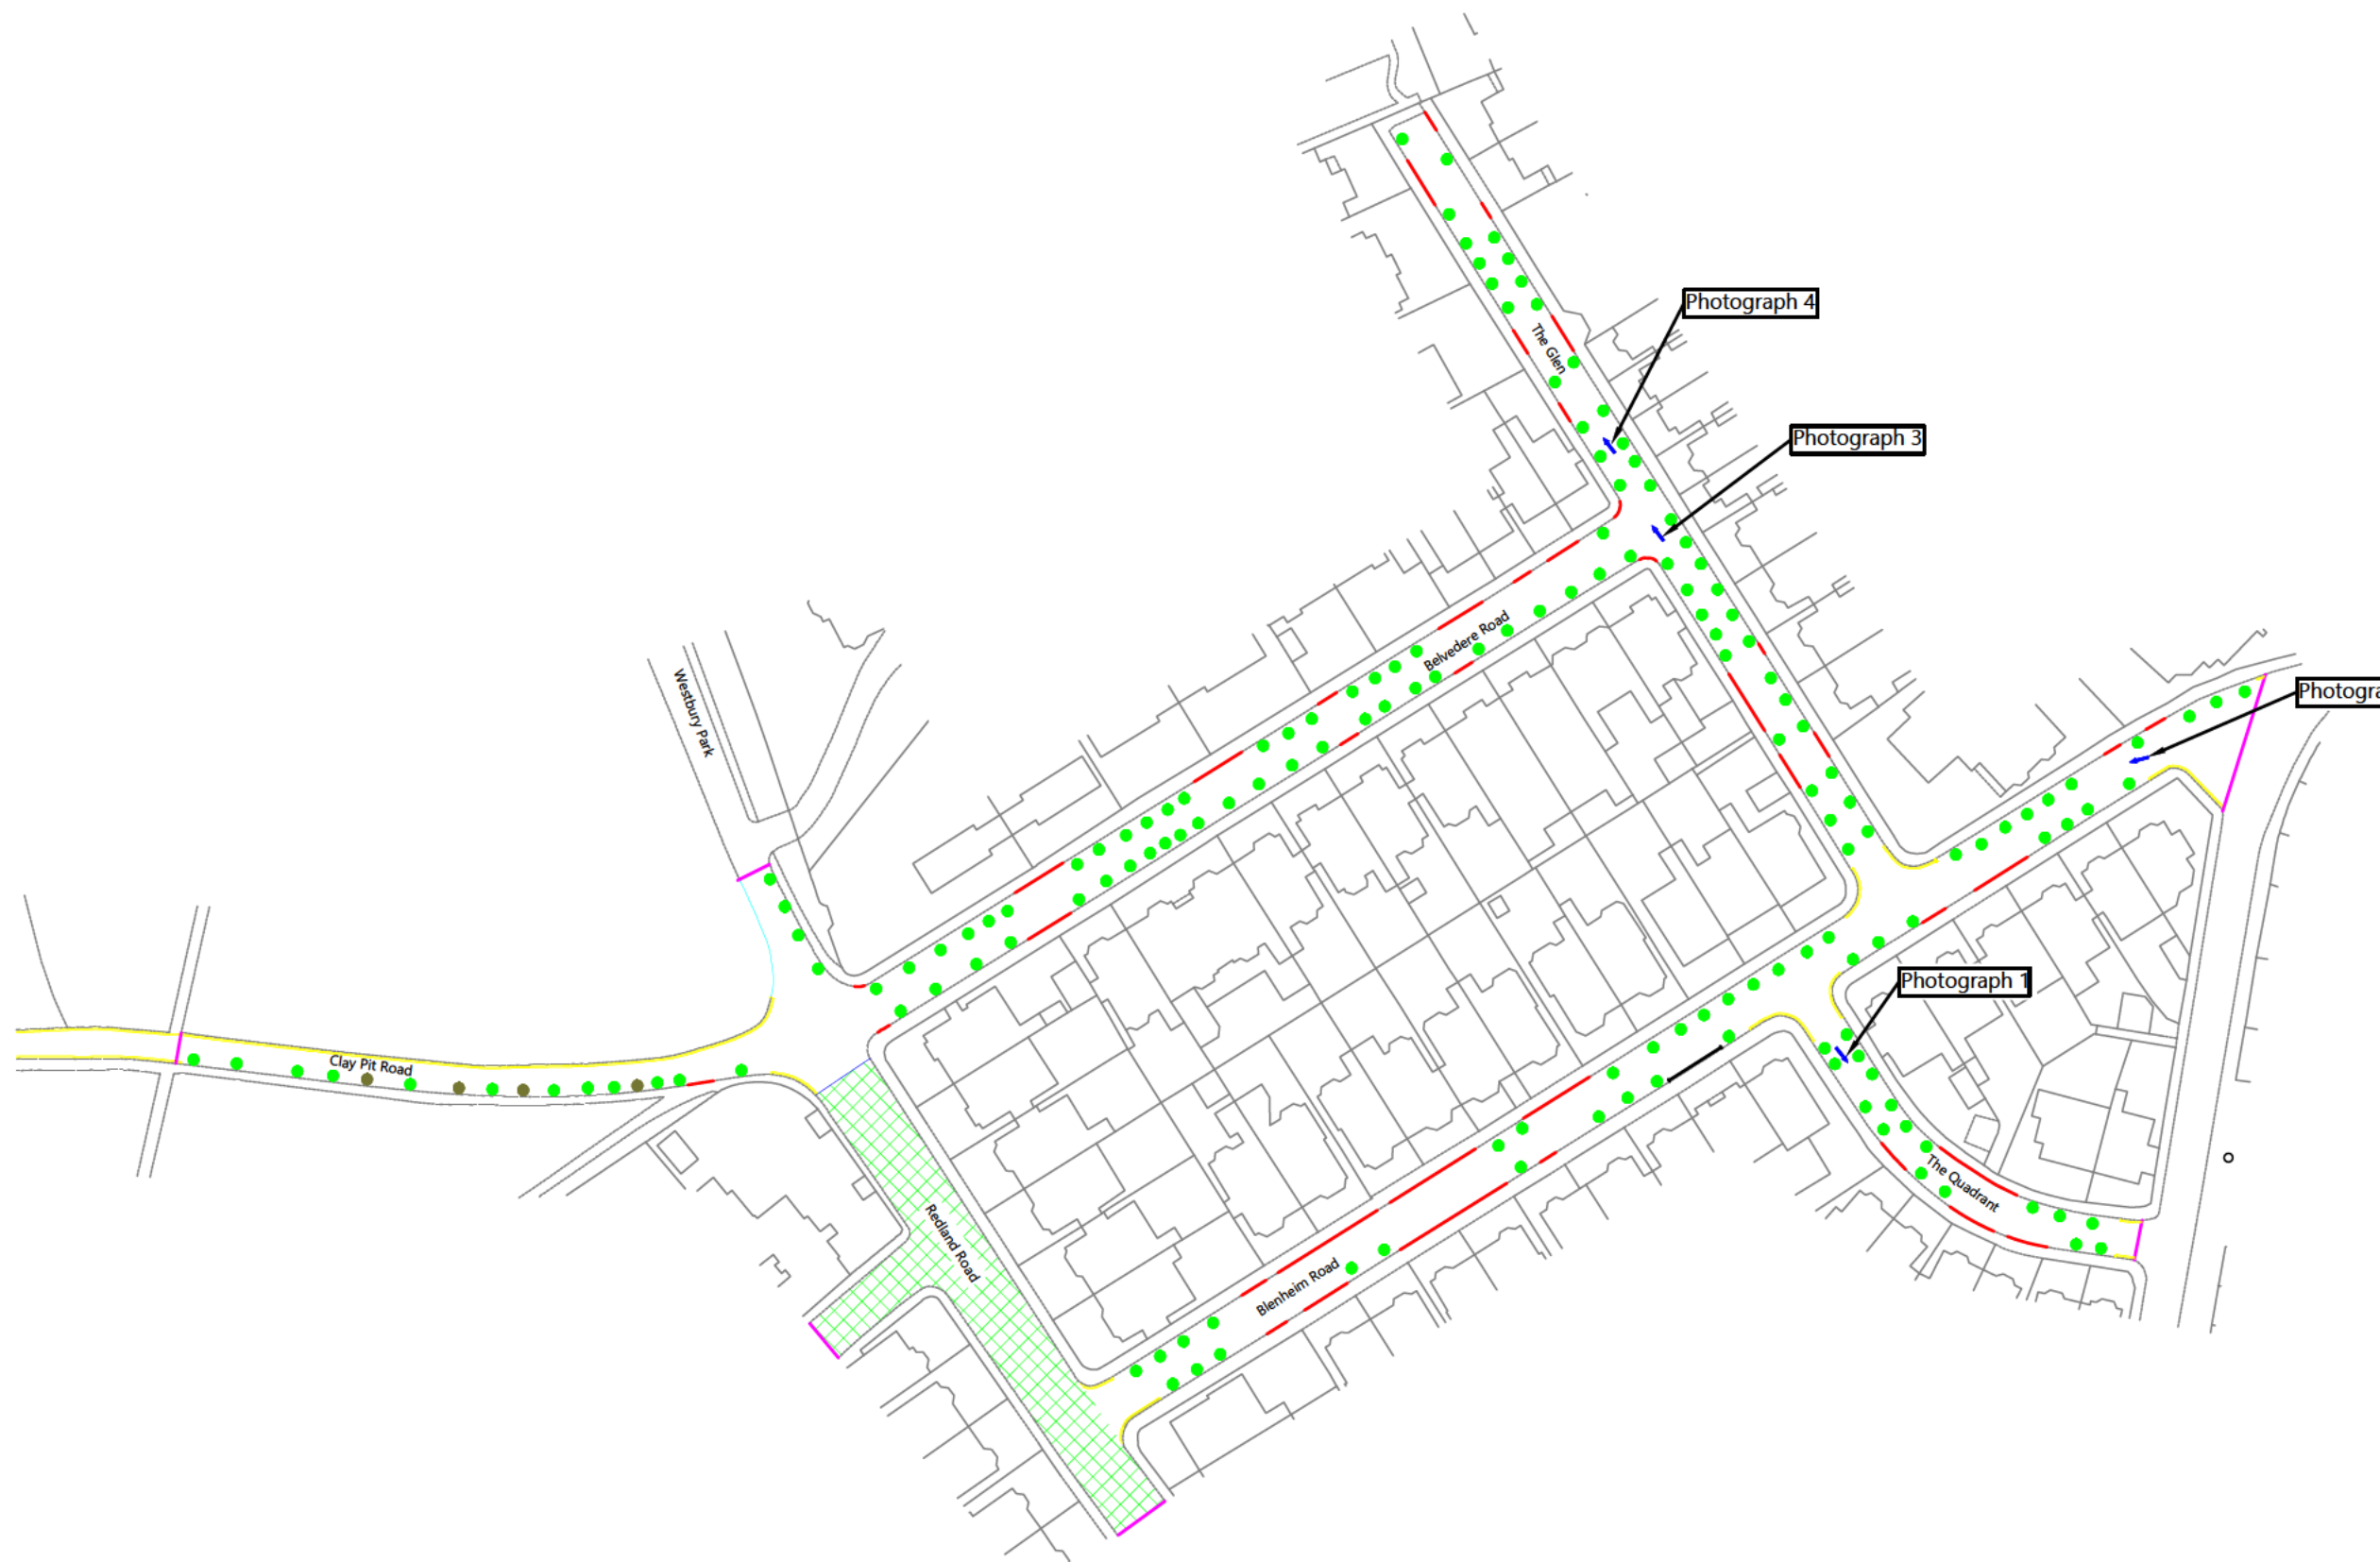 Photograph 4
The Glen
Photograph 3
Belvedere Road
Westbury Park
Photogra
Photograph 1
Clay Pit Road
The Quadrant
Redland Road
Blenheim Road